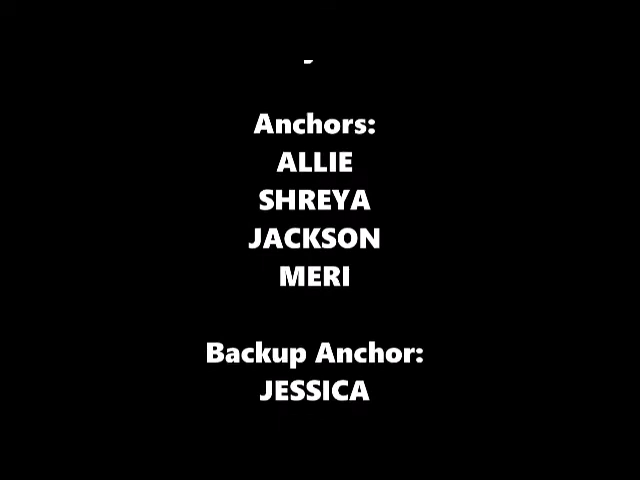 Anchors:
ALLIE
SHREYA
JACKSON
MERI
Backup Anchor:
JESSICA